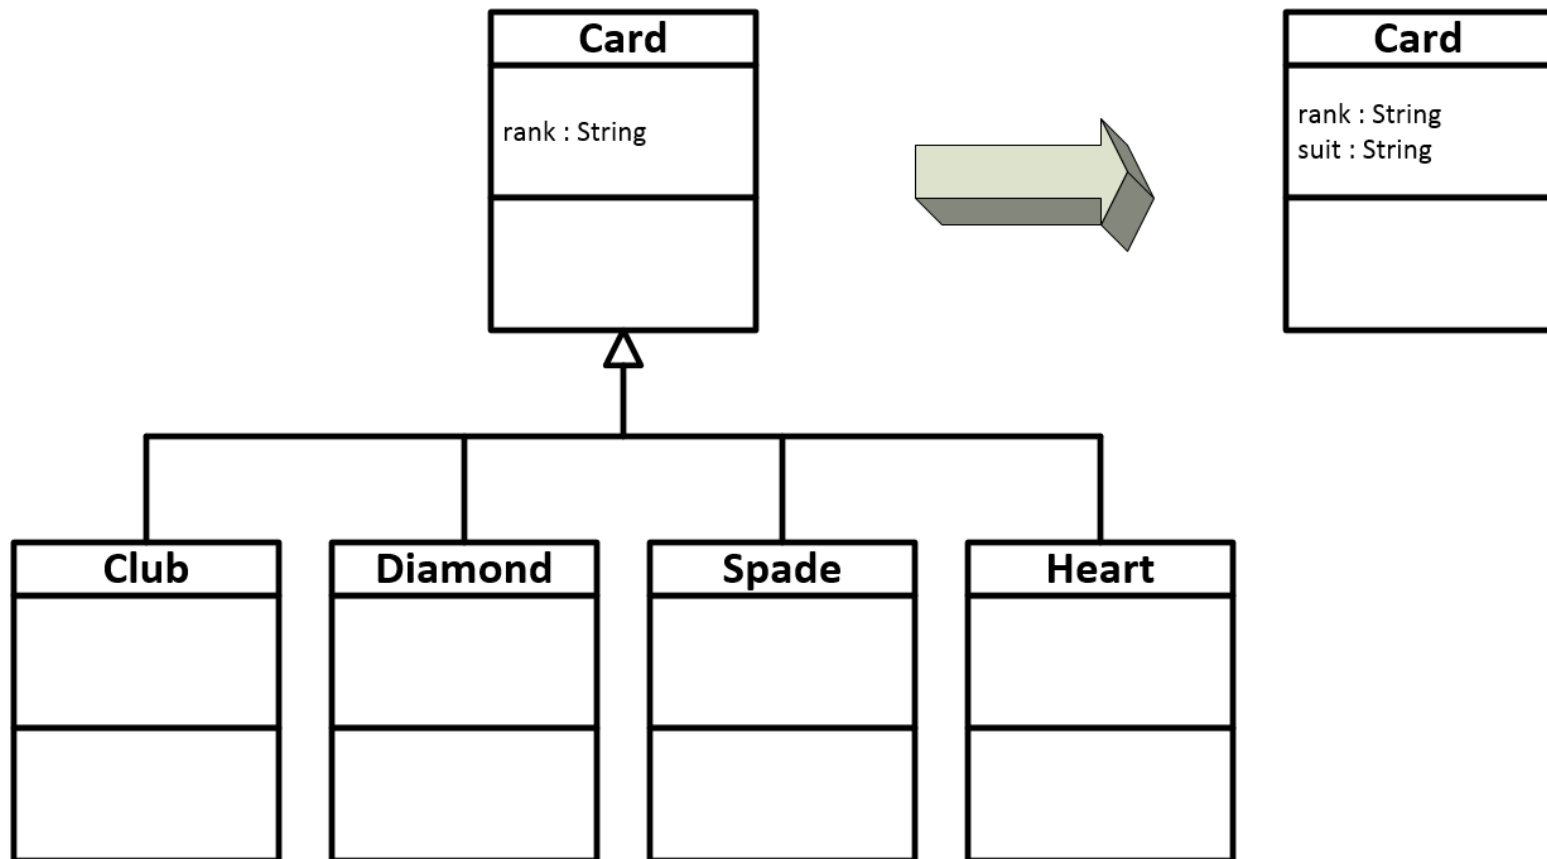 Card
rank : String
Card
rank : String
suit : String
Club
Diamond
Spade
Heart